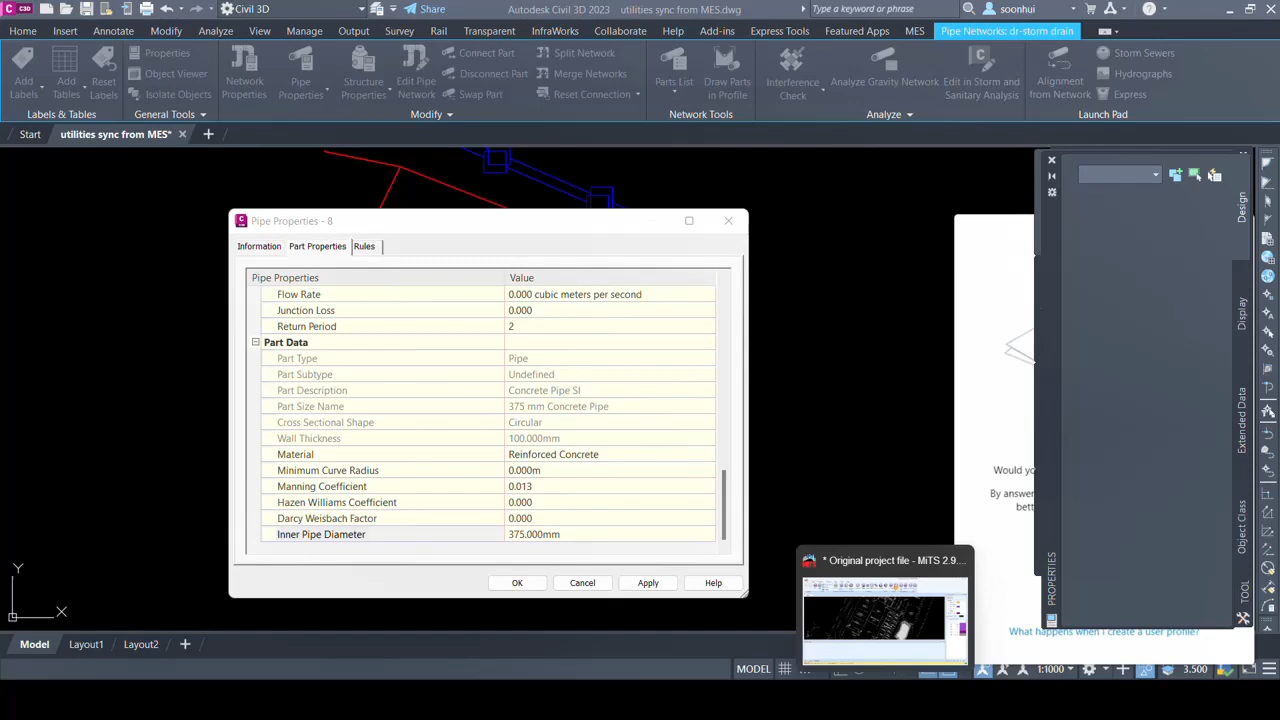 C3D
Civil 3D
Share
Autodesk Civil 3D 2023
utilities sync from MES.dwg
Type a keyword or phrase
soonhui
Home
Insert
Annotate
Modify
Analyze
View
Manage
Output
Survey
Rail
Transparent
InfraWorks
Collaborate
Help
Add-ins
Express Tools
Featured Apps
MES
Pipe Networks: dr-storm drain
Add
Labels
Add
Tables
Reset
Labels
Properties
Object Viewer
Isolate Objects
Network
Properties
Pipe
Properties
Structure
Properties
Edit Pipe
Network
Connect Part
Disconnect Part
Swap Part
Split Network
Merge Networks
Reset Connection
Parts List
Draw Parts
in Profile
Interference
Check
Analyze Gravity Network
Edit in Storm and
Sanitary Analysis
Alignment
from Network
Storm Sewers
Hydrographs
Express
Labels & Tables
General Tools
Modify
Network Tools
Analyze
Launch Pad
Start
utilities sync from MES*
Pipe Properties - 8
Information
Part Properties
Rules
Pipe Properties Value
Flow Rate 0.000 cubic meters per second
Junction Loss 0.000
Return Period 2
Part Data
Part Type Pipe
Part Subtype Undefined
Part Description Concrete Pipe SI
Part Size Name 375 mm Concrete Pipe
Cross Sectional Shape Circular
Wall Thickness 100.000mm
Material Reinforced Concrete
Minimum Curve Radius 0.000m
Manning Coefficient 0.013
Hazen Williams Coefficient 0.000
Darcy Weisbach Factor 0.000
Inner Pipe Diameter 375.000mm
OK
Cancel
Apply
Help
Design
Display
Extended Data
Object Class
PROPERTIES
TOOL
Would
By answer
bett
What happens when I create a user profile?
* Original project file - MiTS 2.9....
Y
X
Model
Layout1
Layout2
MODEL
1:1000
3.500